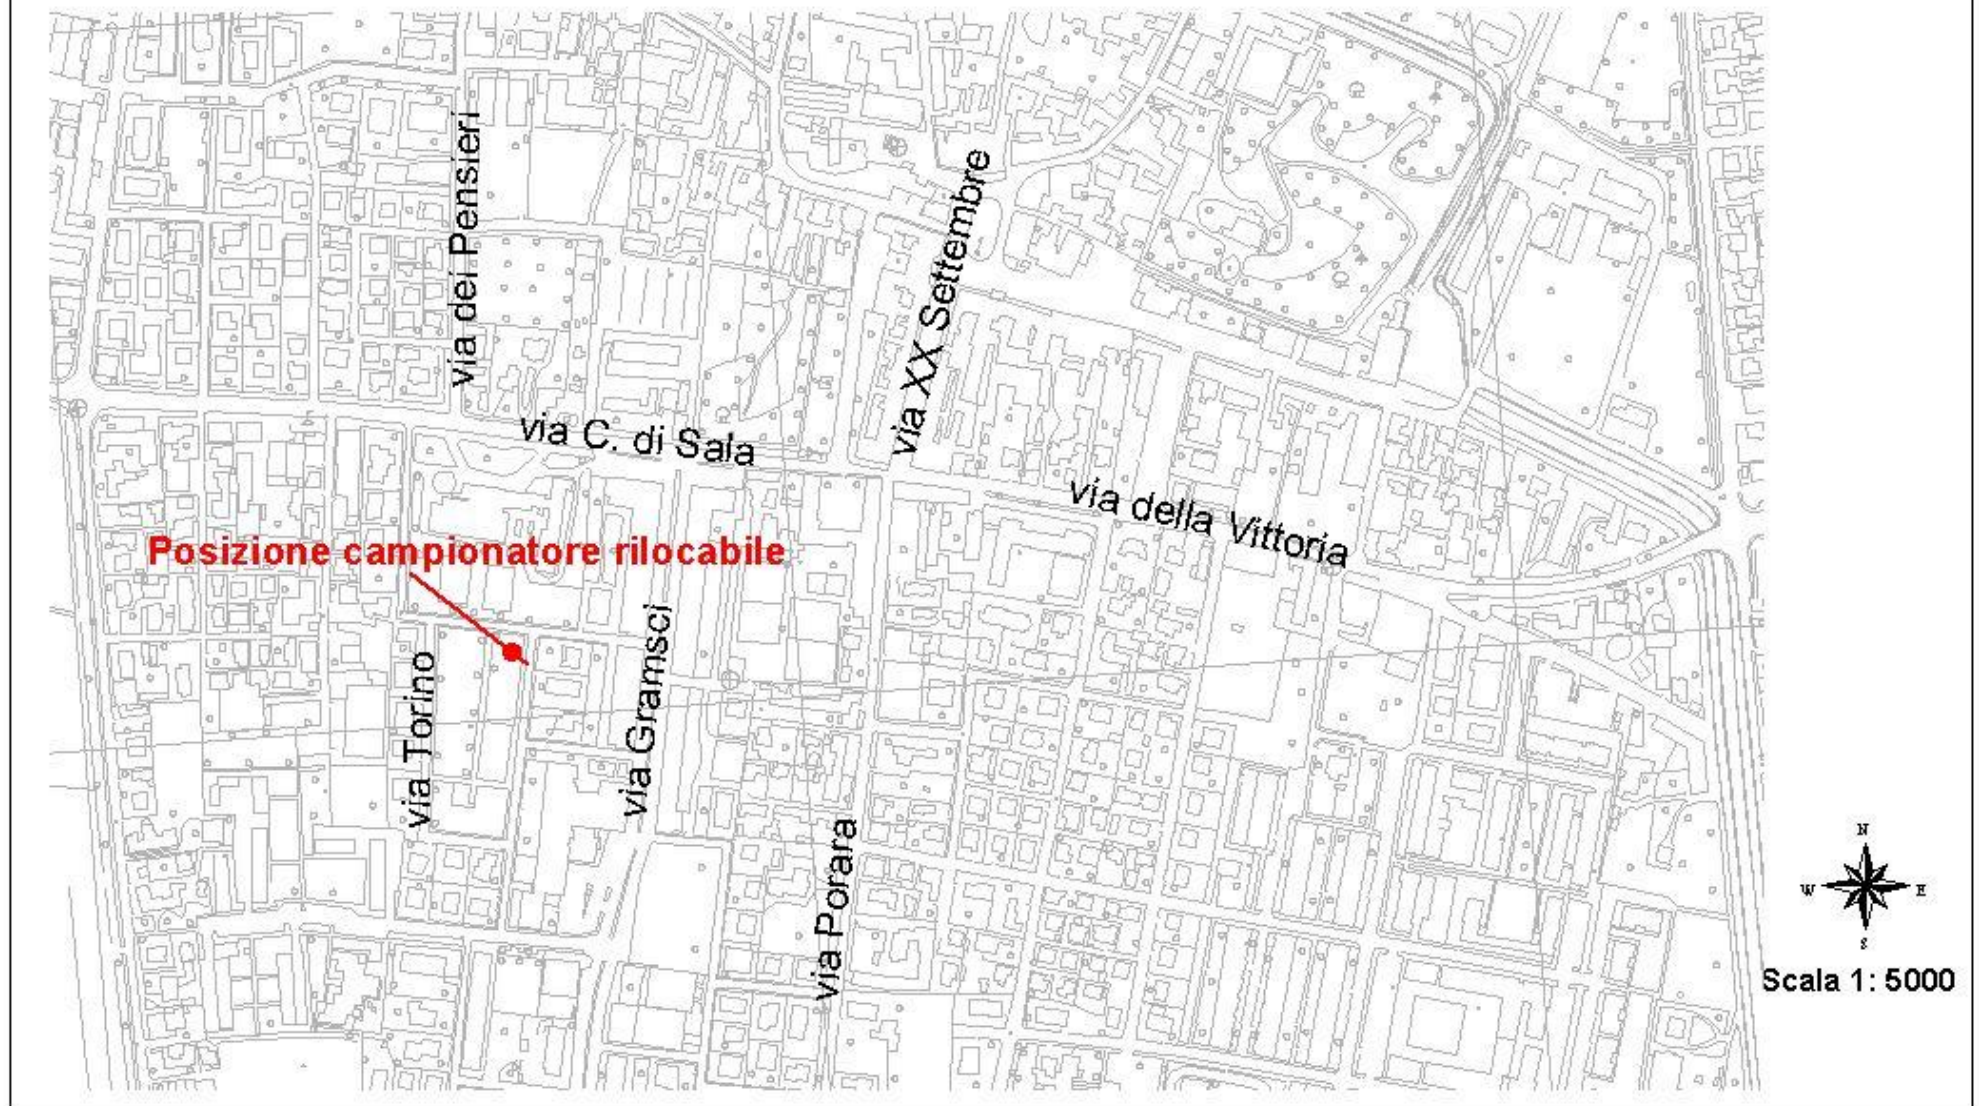 via dei Pensieri
via XX Settembre
via C. di Sala
via della Vittoria
Posizione campionatore rilocabile
via Torino
via Gramsci
via Porara
N
W E
S
Scala 1: 5000